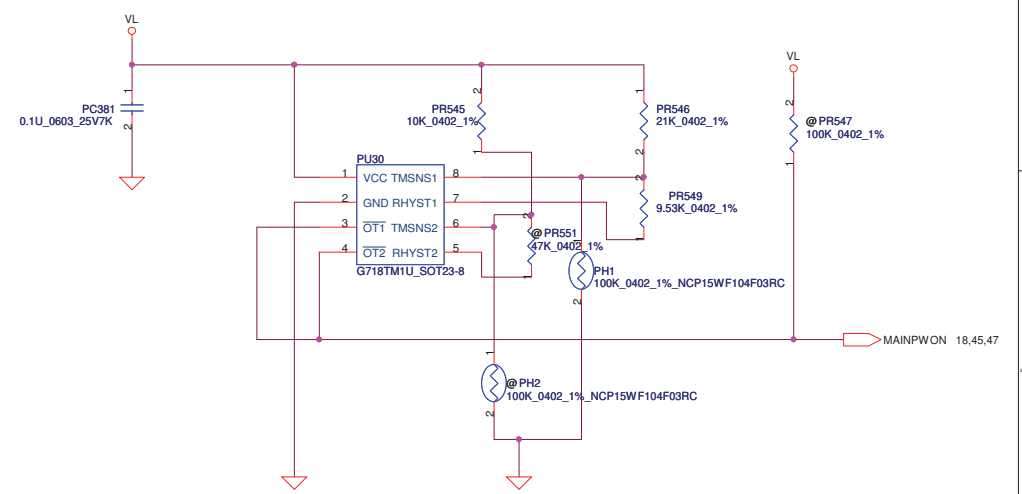 VL
VL
1
PC381
0.1U_0603_25V7K
2
2
PR545
10K_0402_1%
1
1
PR546
21K_0402_1%
2
2
@PR547
100K_0402_1%
1
PU30
1
VCC TMSNS1
8
2
GND RHYST1
7
3
OT1 TMSNS2
6
4
OT2 RHYST2
5
G718TM1U_SOT23-8
2
PR549
9.53K_0402_1%
1
2
@PR551
47K_0402_1%
1
1
PH1
100K_0402_1%_NCP15WF104F03RC
2
MAINPWON 18,45,47
1
@PH2
100K_0402_1%_NCP15WF104F03RC
2